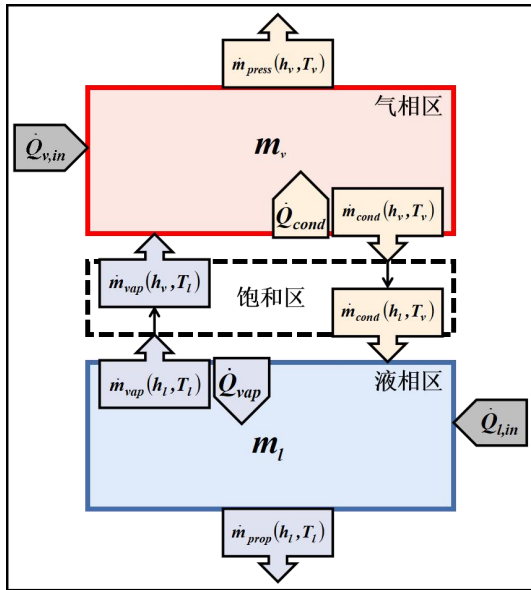 ṁ_press(h_v,T_v)
气相区
Q̇_v,in
m_v
Q̇_cond
ṁ_cond(h_v,T_v)
ṁ_vap(h_v,T_l)
饱和区
ṁ_cond(h_l,T_v)
ṁ_vap(h_l,T_l)
Q̇_vap
液相区
Q̇_l,in
m_l
ṁ_prop(h_l,T_l)